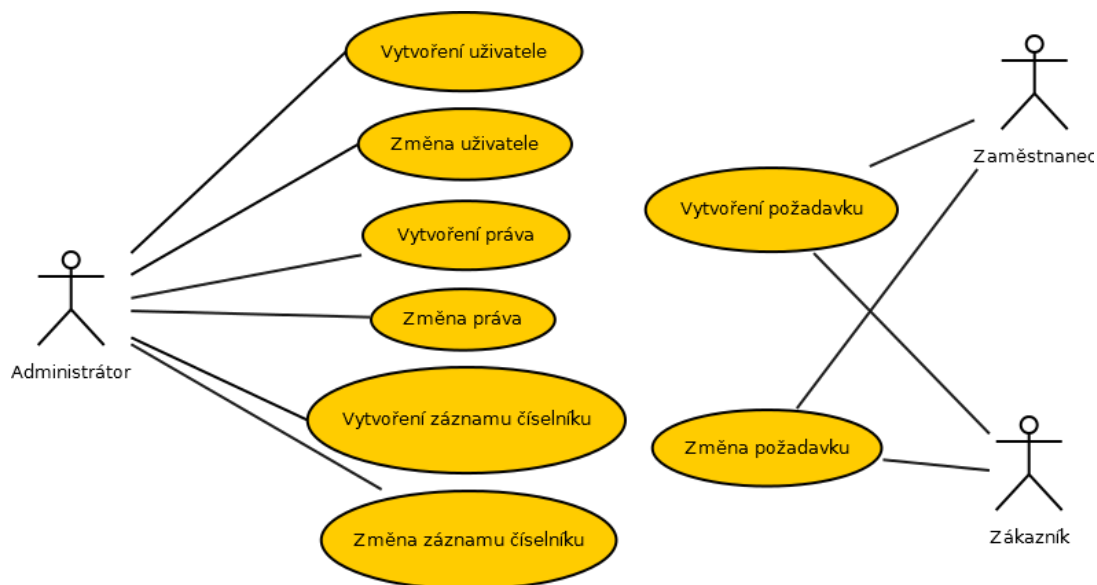 Vytvoření uživatele
Změna uživatele
Vytvoření práva
Změna práva
Vytvoření záznamu číselníku
Změna záznamu číselníku
Administrátor
Vytvoření požadavku
Změna požadavku
Zaměstnanec
Zákazník